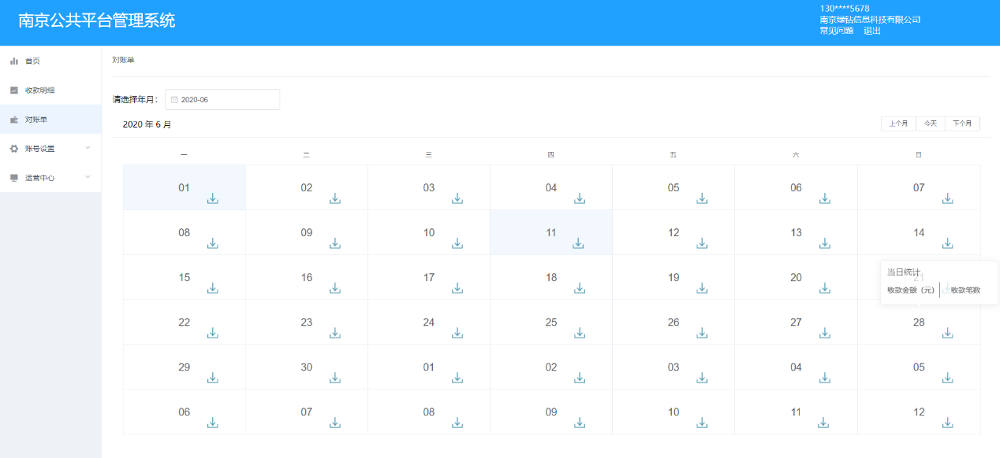 南京公共平台管理系统
130****5678
南京绿钻信息科技有限公司
常见问题 退出
首页
收款明细
对账单
账号设置
运营中心
对账单
请选择年月: 2020-06
2020 年 6 月
上个月 今天 下个月
一 二 三 四 五 六 日
01 02 03 04 05 06 07
08 09 10 11 12 13 14
15 16 17 18 19 20 21
当日统计
收款金额（元） 收款笔数
22 23 24 25 26 27 28
29 30 01 02 03 04 05
06 07 08 09 10 11 12